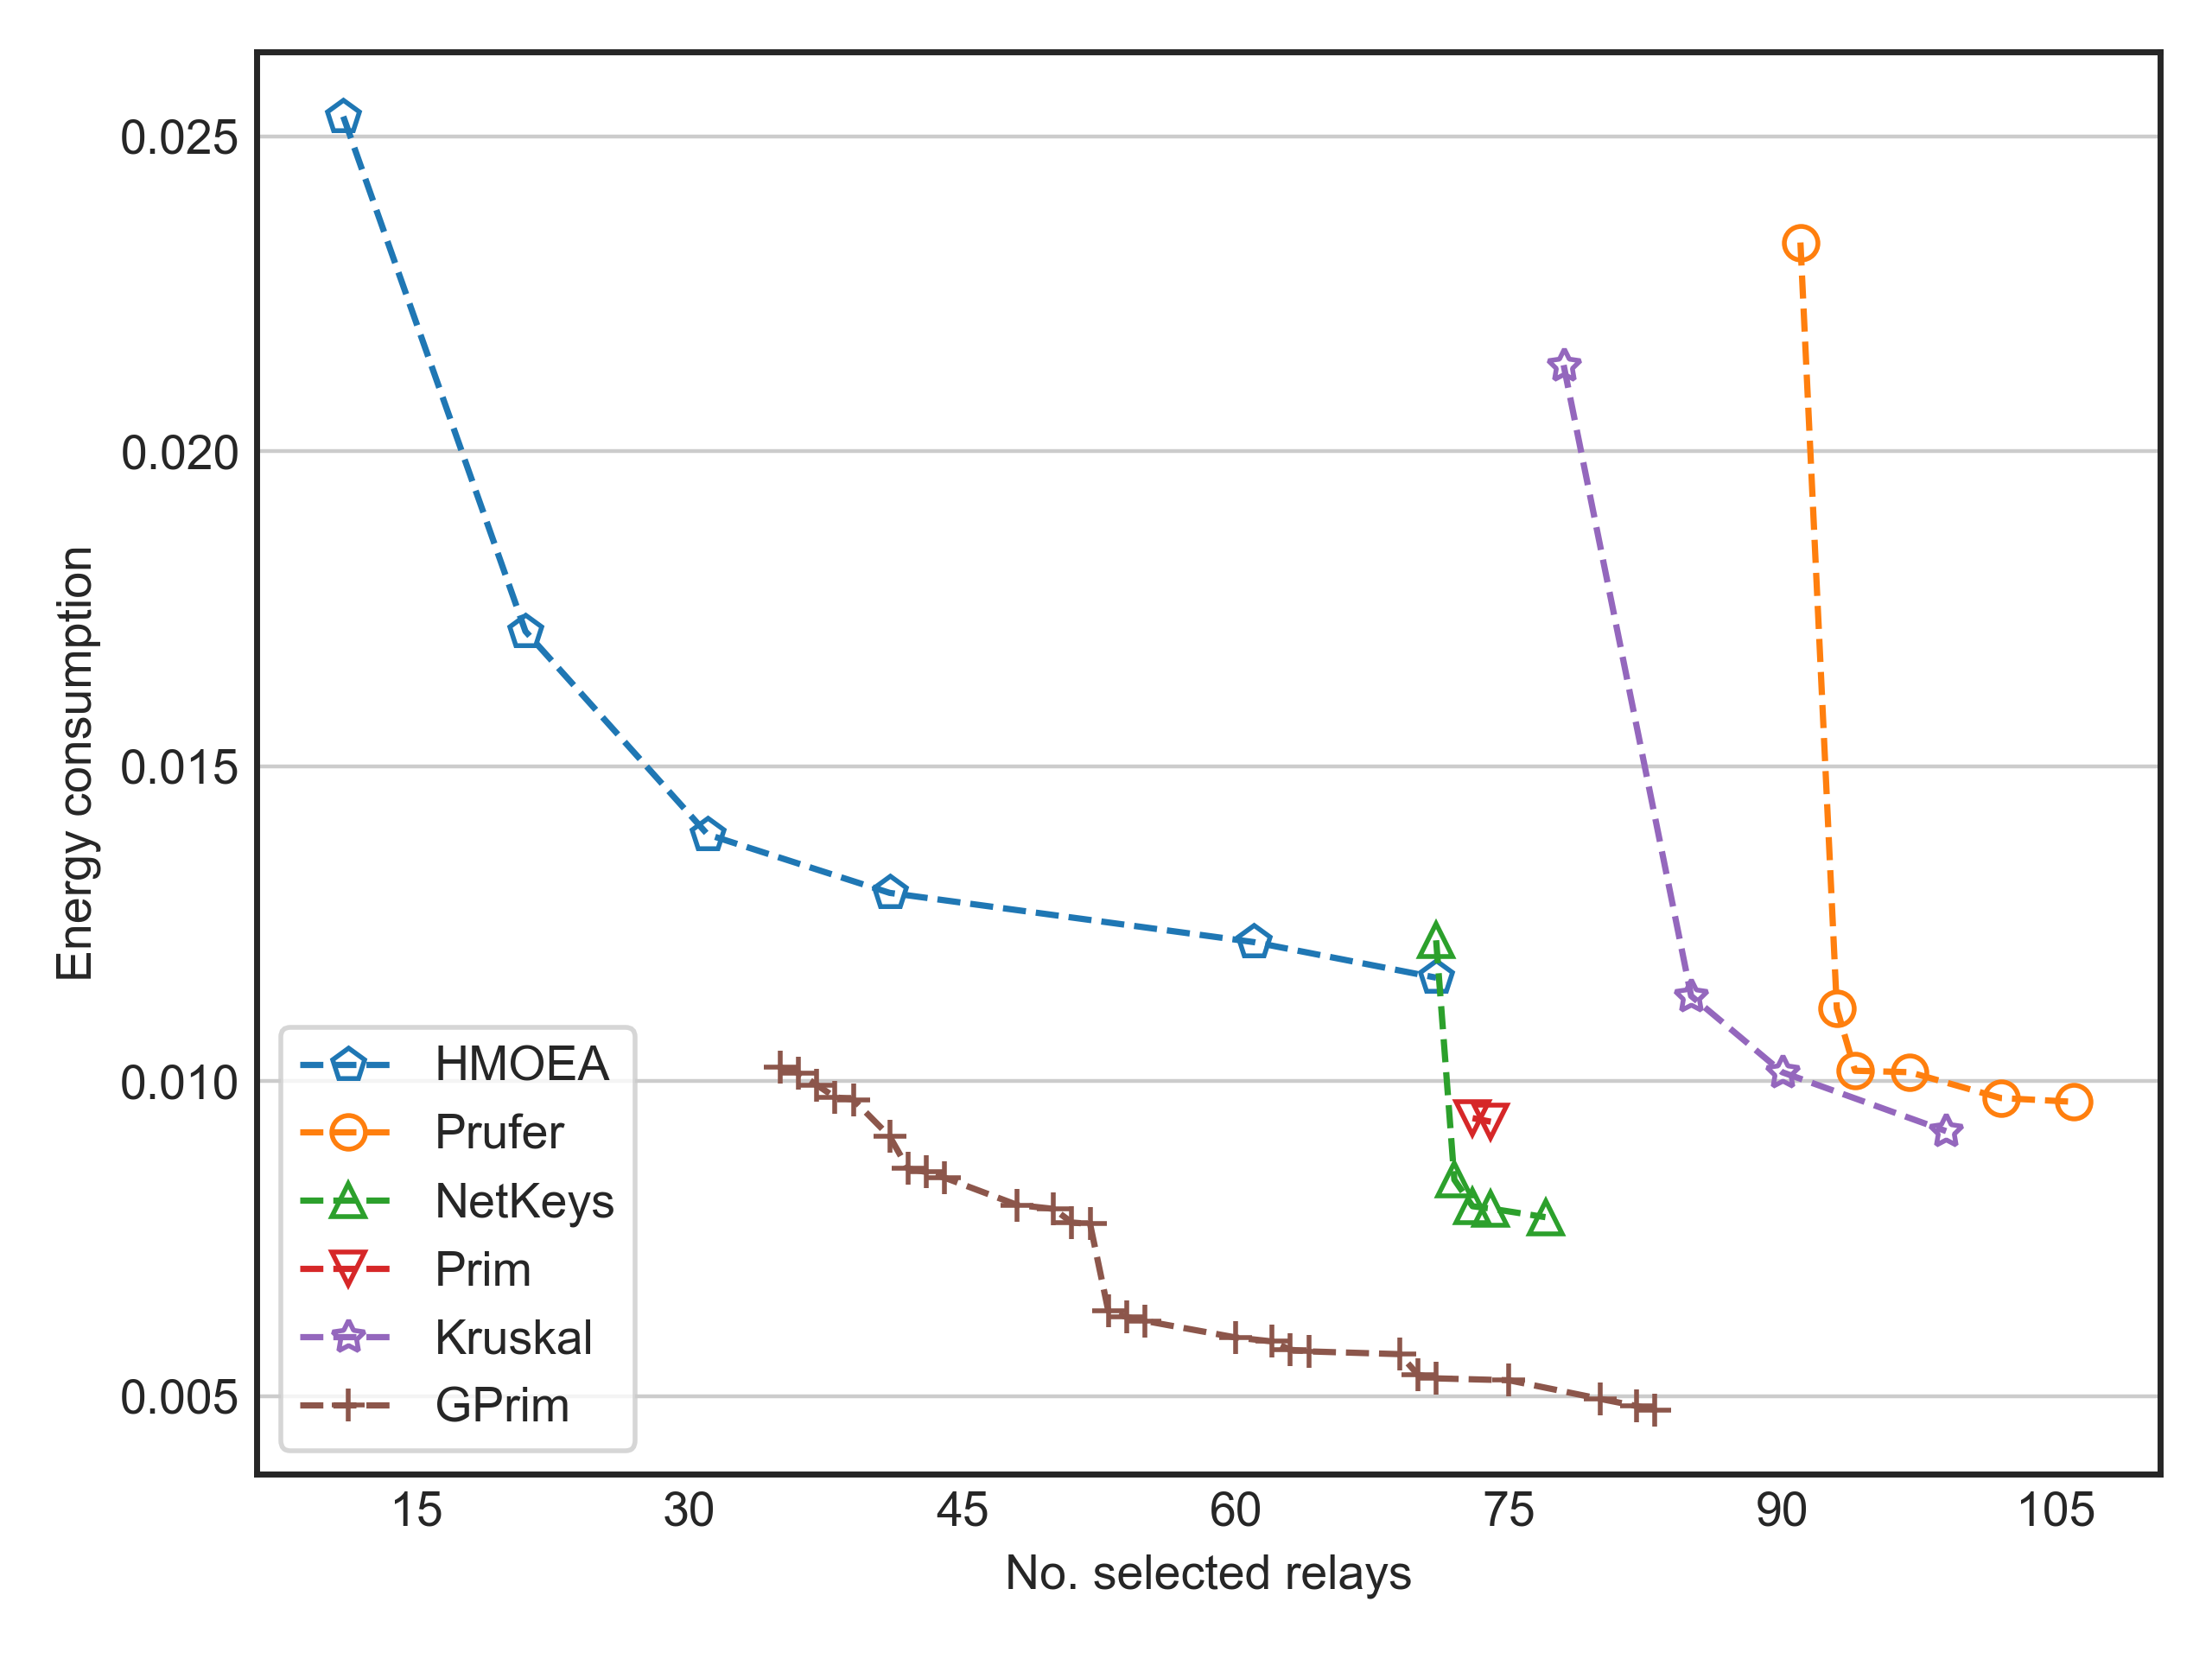 0.025
0.020
0.015
0.010
0.005
Energy consumption
HMOEA
Prufer
NetKeys
Prim
Kruskal
GPrim
15 30 45 60 75 90 105
No. selected relays